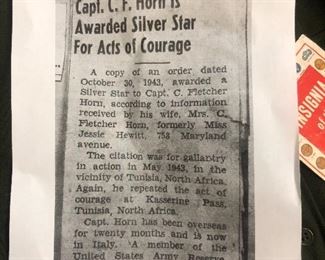 Capt. C. F. Horn is
Awarded Silver Star
For Acts of Courage
A copy of an order dated
October 30, 1943, awarded a
Silver Star to Capt. C. Fletcher
Horn, according to information
received by his wife, Mrs. C.
Fletcher Horn, formerly Miss
Jessie Hewitt, 758 Maryland
avenue.
The citation was for gallantry
in action in May 1943, in the
vicinity of Tunisia, North Africa.
Again, he repeated the act of
courage at Kasserine Pass,
Tunisia, North Africa.
Capt. Horn has been overseas
for twenty months and is now
in Italy. A member of the
United States Army Reserve
INSIGNIA